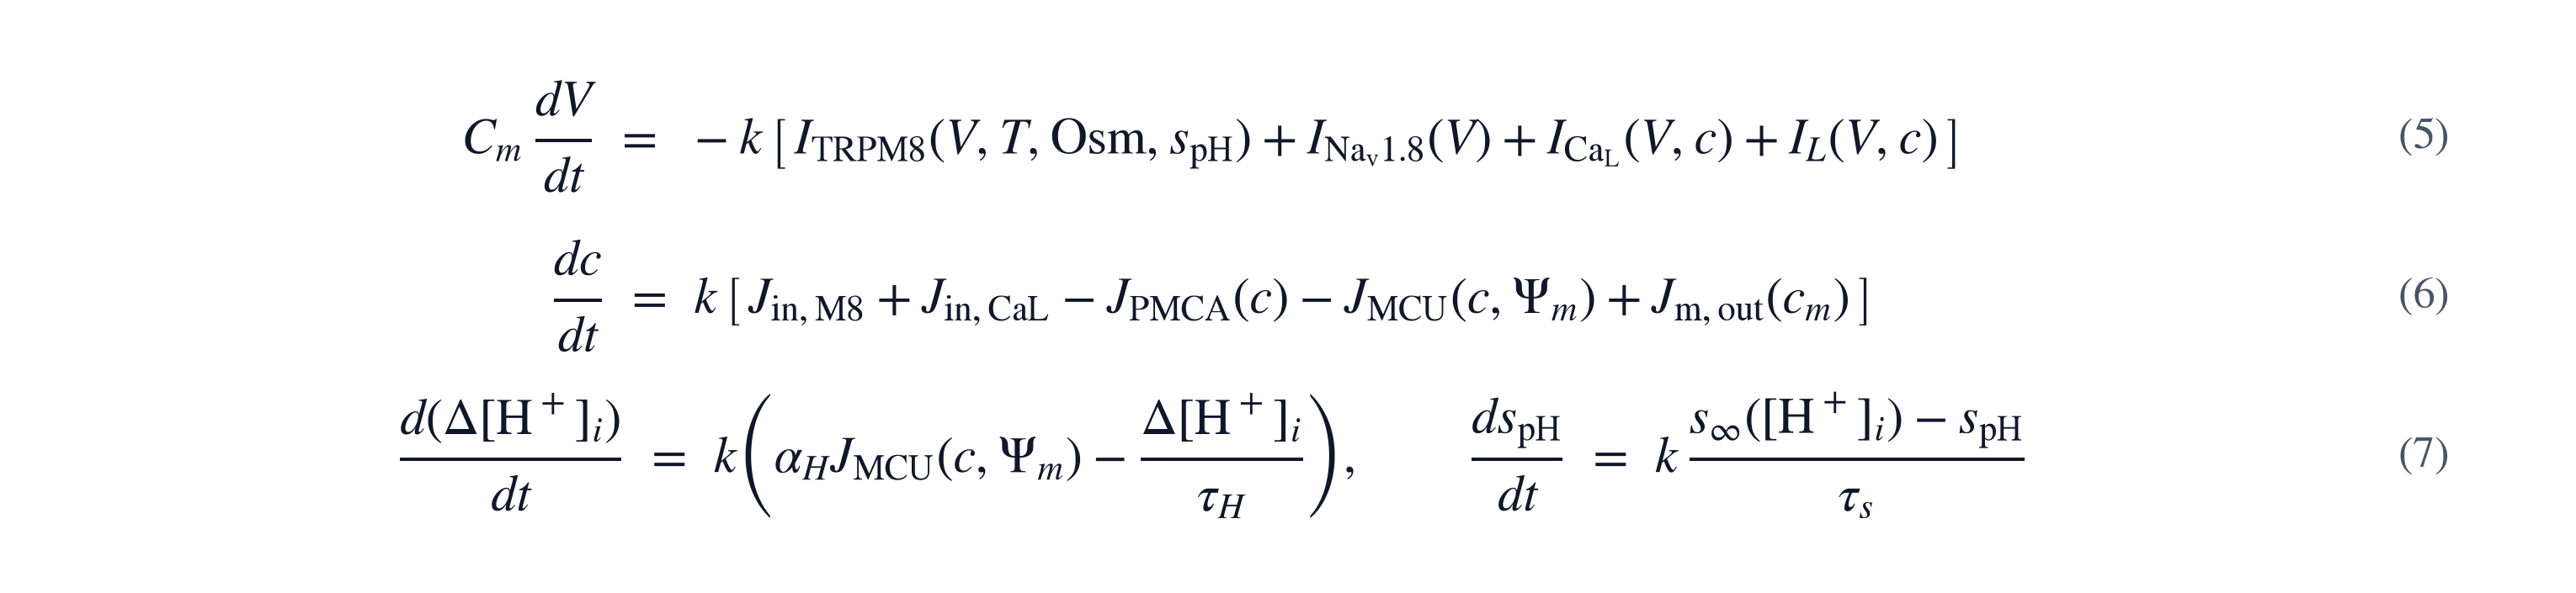 C_m dV/dt = − k [ I_TRPM8(V, T, Osm, s_pH) + I_Na_v1.8(V) + I_Ca_L(V, c) + I_L(V, c) ] (5)
dc/dt = k [ J_in, M8 + J_in, CaL − J_PMCA(c) − J_MCU(c, Ψ_m) + J_m, out(c_m) ] (6)
d(Δ[H⁺]_i)/dt = k( α_H J_MCU(c, Ψ_m) − Δ[H⁺]_i/τ_H ), ds_pH/dt = k (s_∞([H⁺]_i) − s_pH)/τ_s (7)